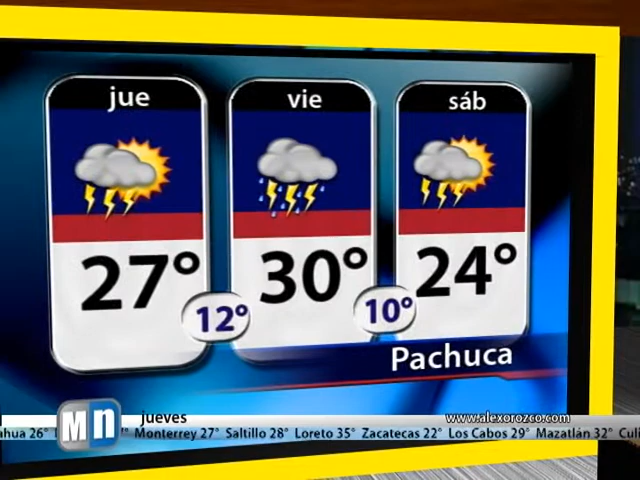 jue
vie
sáb
27°
30°
24°
12°
10°
Pachuca
Mn
jueves
www.alexorozco.com
26° Monterrey 27° Saltillo 28° Loreto 35° Zacatecas 22° Los Cabos 29° Mazatlán 32°